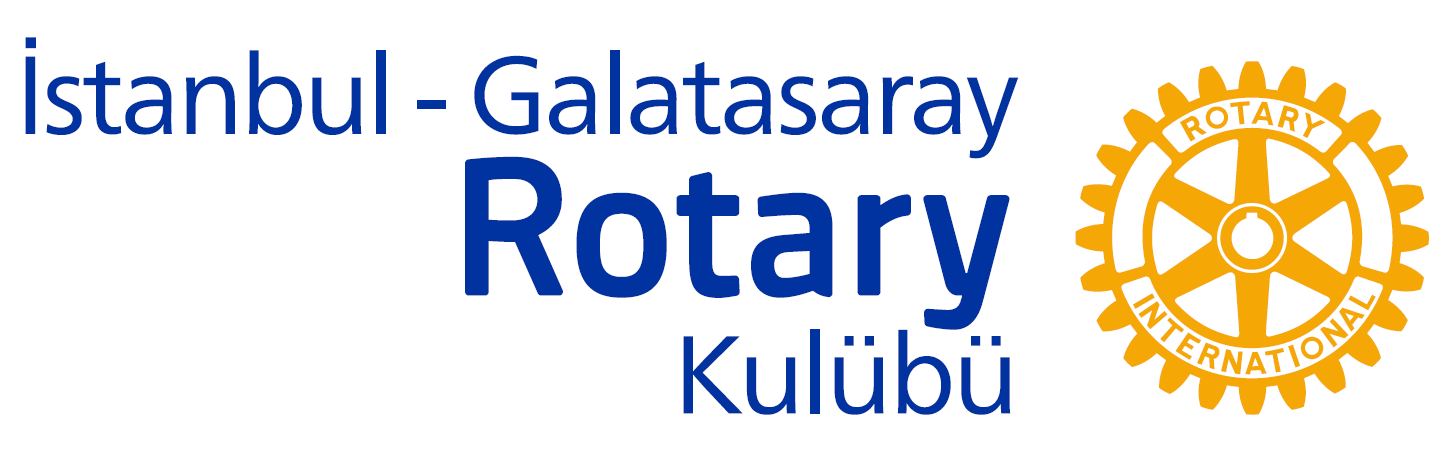 İstanbul - Galatasaray
Rotary
Kulübü
ROTARY
INTERNATIONAL